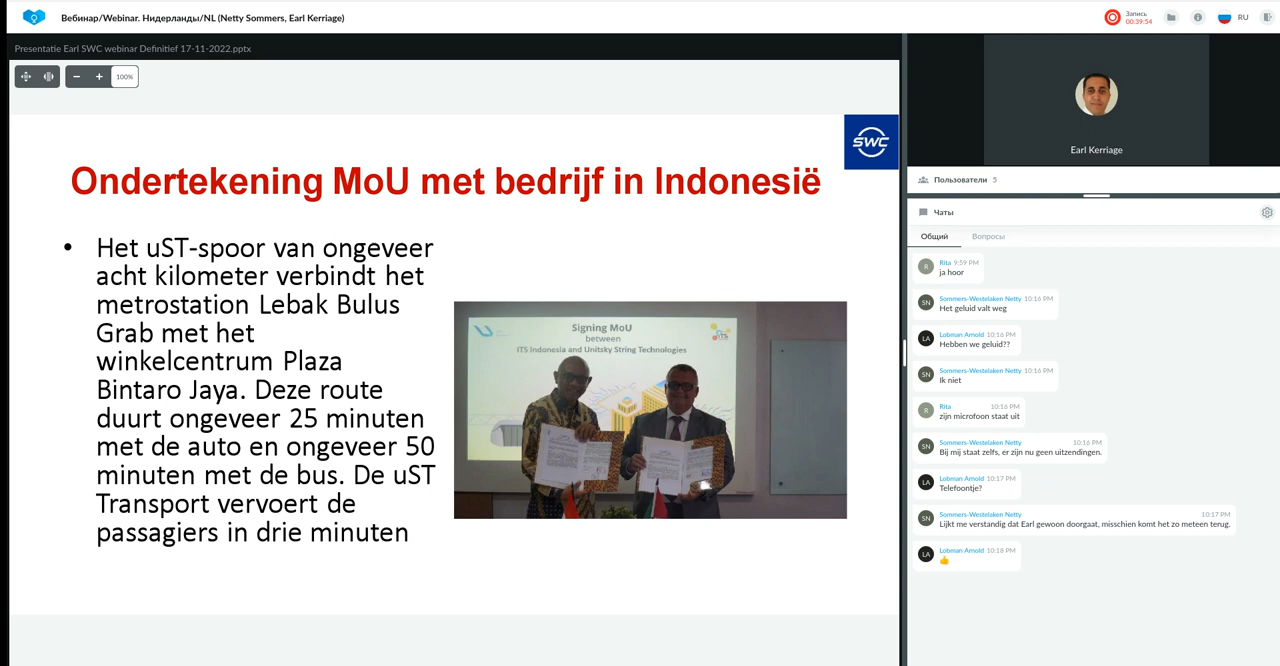 Вебинар/Webinar. Нидерланды/NL (Netty Sommers, Earl Kerriage)
Запись
00:39:54
RU
Presentatie Earl SWC webinar Definitief 17-11-2022.pptx
100%
SWC
Ondertekening MoU met bedrijf in Indonesië
• Het uST-spoor van ongeveer
acht kilometer verbindt het
metrostation Lebak Bulus
Grab met het
winkelcentrum Plaza
Bintaro Jaya. Deze route
duurt ongeveer 25 minuten
met de auto en ongeveer 50
minuten met de bus. De uST
Transport vervoert de
passagiers in drie minuten
Signing MoU
between
ITS Indonesia and Unitsky String Technologies
ITS
Earl Kerriage
Пользователи 5
Чаты
Общий
Вопросы
R
Rita 9:59 PM
ja hoor
SN
Sommers-Westelaken Netty 10:16 PM
Het geluid valt weg
LA
Lobman Arnold 10:16 PM
Hebben we geluid??
SN
Sommers-Westelaken Netty 10:16 PM
Ik niet
R
Rita 10:16 PM
zijn microfoon staat uit
SN
Sommers-Westelaken Netty 10:16 PM
Bij mij staat zelfs, er zijn nu geen uitzendingen.
LA
Lobman Arnold 10:17 PM
Telefoontje?
SN
Sommers-Westelaken Netty 10:17 PM
Lijkt me verstandig dat Earl gewoon doorgaat, misschien komt het zo meteen terug.
LA
Lobman Arnold 10:18 PM
👍